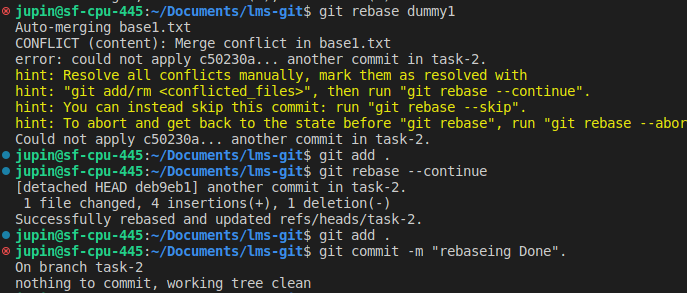 jupin@sf-cpu-445:~/Documents/lms-git$ git rebase dummy1
Auto-merging base1.txt
CONFLICT (content): Merge conflict in base1.txt
error: could not apply c50230a... another commit in task-2.
hint: Resolve all conflicts manually, mark them as resolved with
hint: "git add/rm <conflicted_files>", then run "git rebase --continue".
hint: You can instead skip this commit: run "git rebase --skip".
hint: To abort and get back to the state before "git rebase", run "git rebase --abor
Could not apply c50230a... another commit in task-2.
jupin@sf-cpu-445:~/Documents/lms-git$ git add .
jupin@sf-cpu-445:~/Documents/lms-git$ git rebase --continue
[detached HEAD deb9eb1] another commit in task-2.
1 file changed, 4 insertions(+), 1 deletion(-)
Successfully rebased and updated refs/heads/task-2.
jupin@sf-cpu-445:~/Documents/lms-git$ git add .
jupin@sf-cpu-445:~/Documents/lms-git$ git commit -m "rebaseing Done".
On branch task-2
nothing to commit, working tree clean